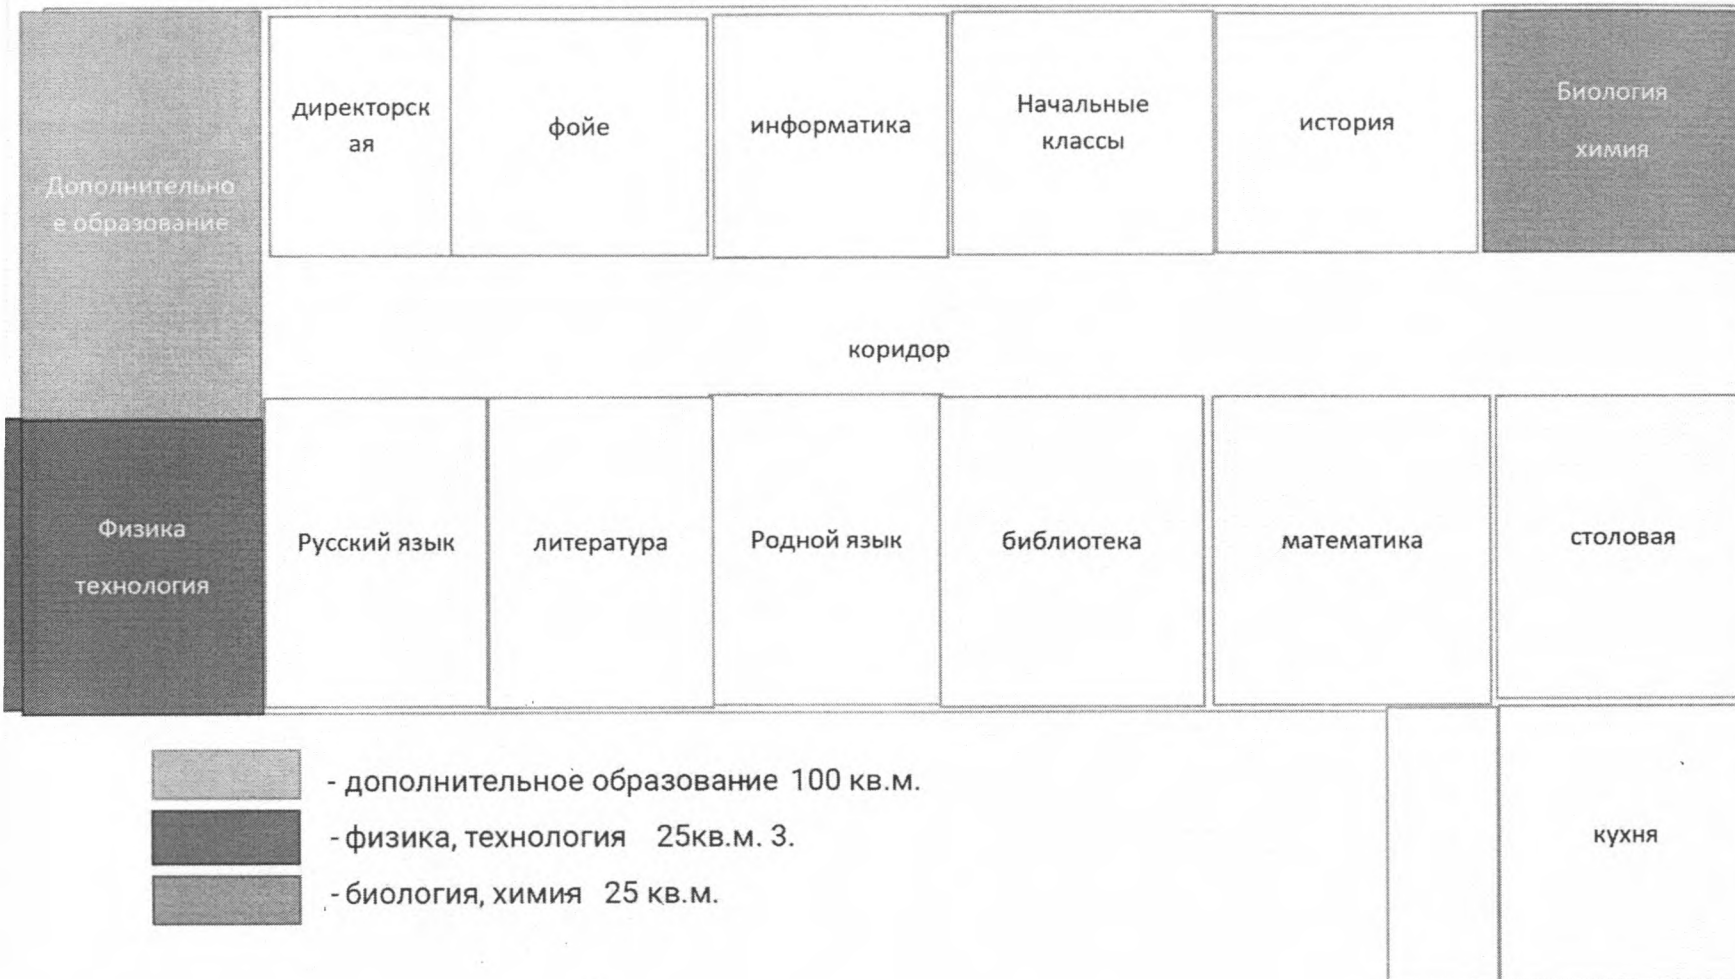 директорск
ая
фойе
информатика
Начальные
классы
история
Биология
химия
Дополнительно
е образование
коридор
Физика
технология
Русский язык
литература
Родной язык
библиотека
математика
столовая
- дополнительное образование 100 кв.м.
- физика, технология 25кв.м. 3.
- биология, химия 25 кв.м.
кухня